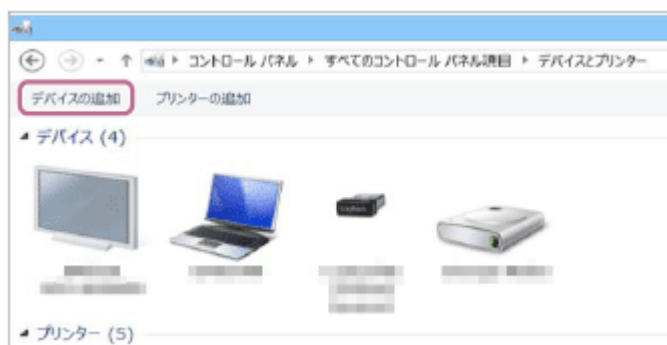 コントロール パネル ▸ すべてのコントロール パネル項目 ▸ デバイスとプリンター
デバイスの追加 プリンターの追加
デバイス (4)
プリンター (5)